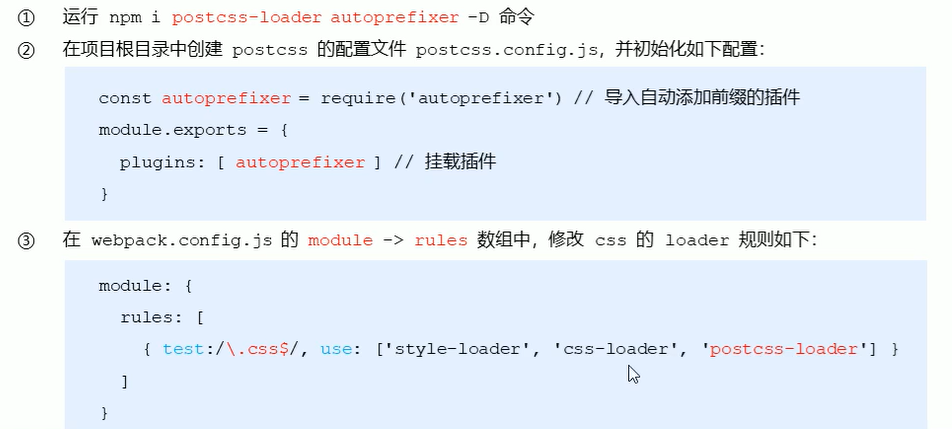 ① 运行 npm i postcss-loader autoprefixer -D 命令
② 在项目根目录中创建 postcss 的配置文件 postcss.config.js，并初始化如下配置：
const autoprefixer = require('autoprefixer') // 导入自动添加前缀的插件
module.exports = {
plugins: [ autoprefixer ] // 挂载插件
}
③ 在 webpack.config.js 的 module -> rules 数组中，修改 css 的 loader 规则如下：
module: {
rules: [
{ test:/\.css$/, use: ['style-loader', 'css-loader', 'postcss-loader'] }
]
}